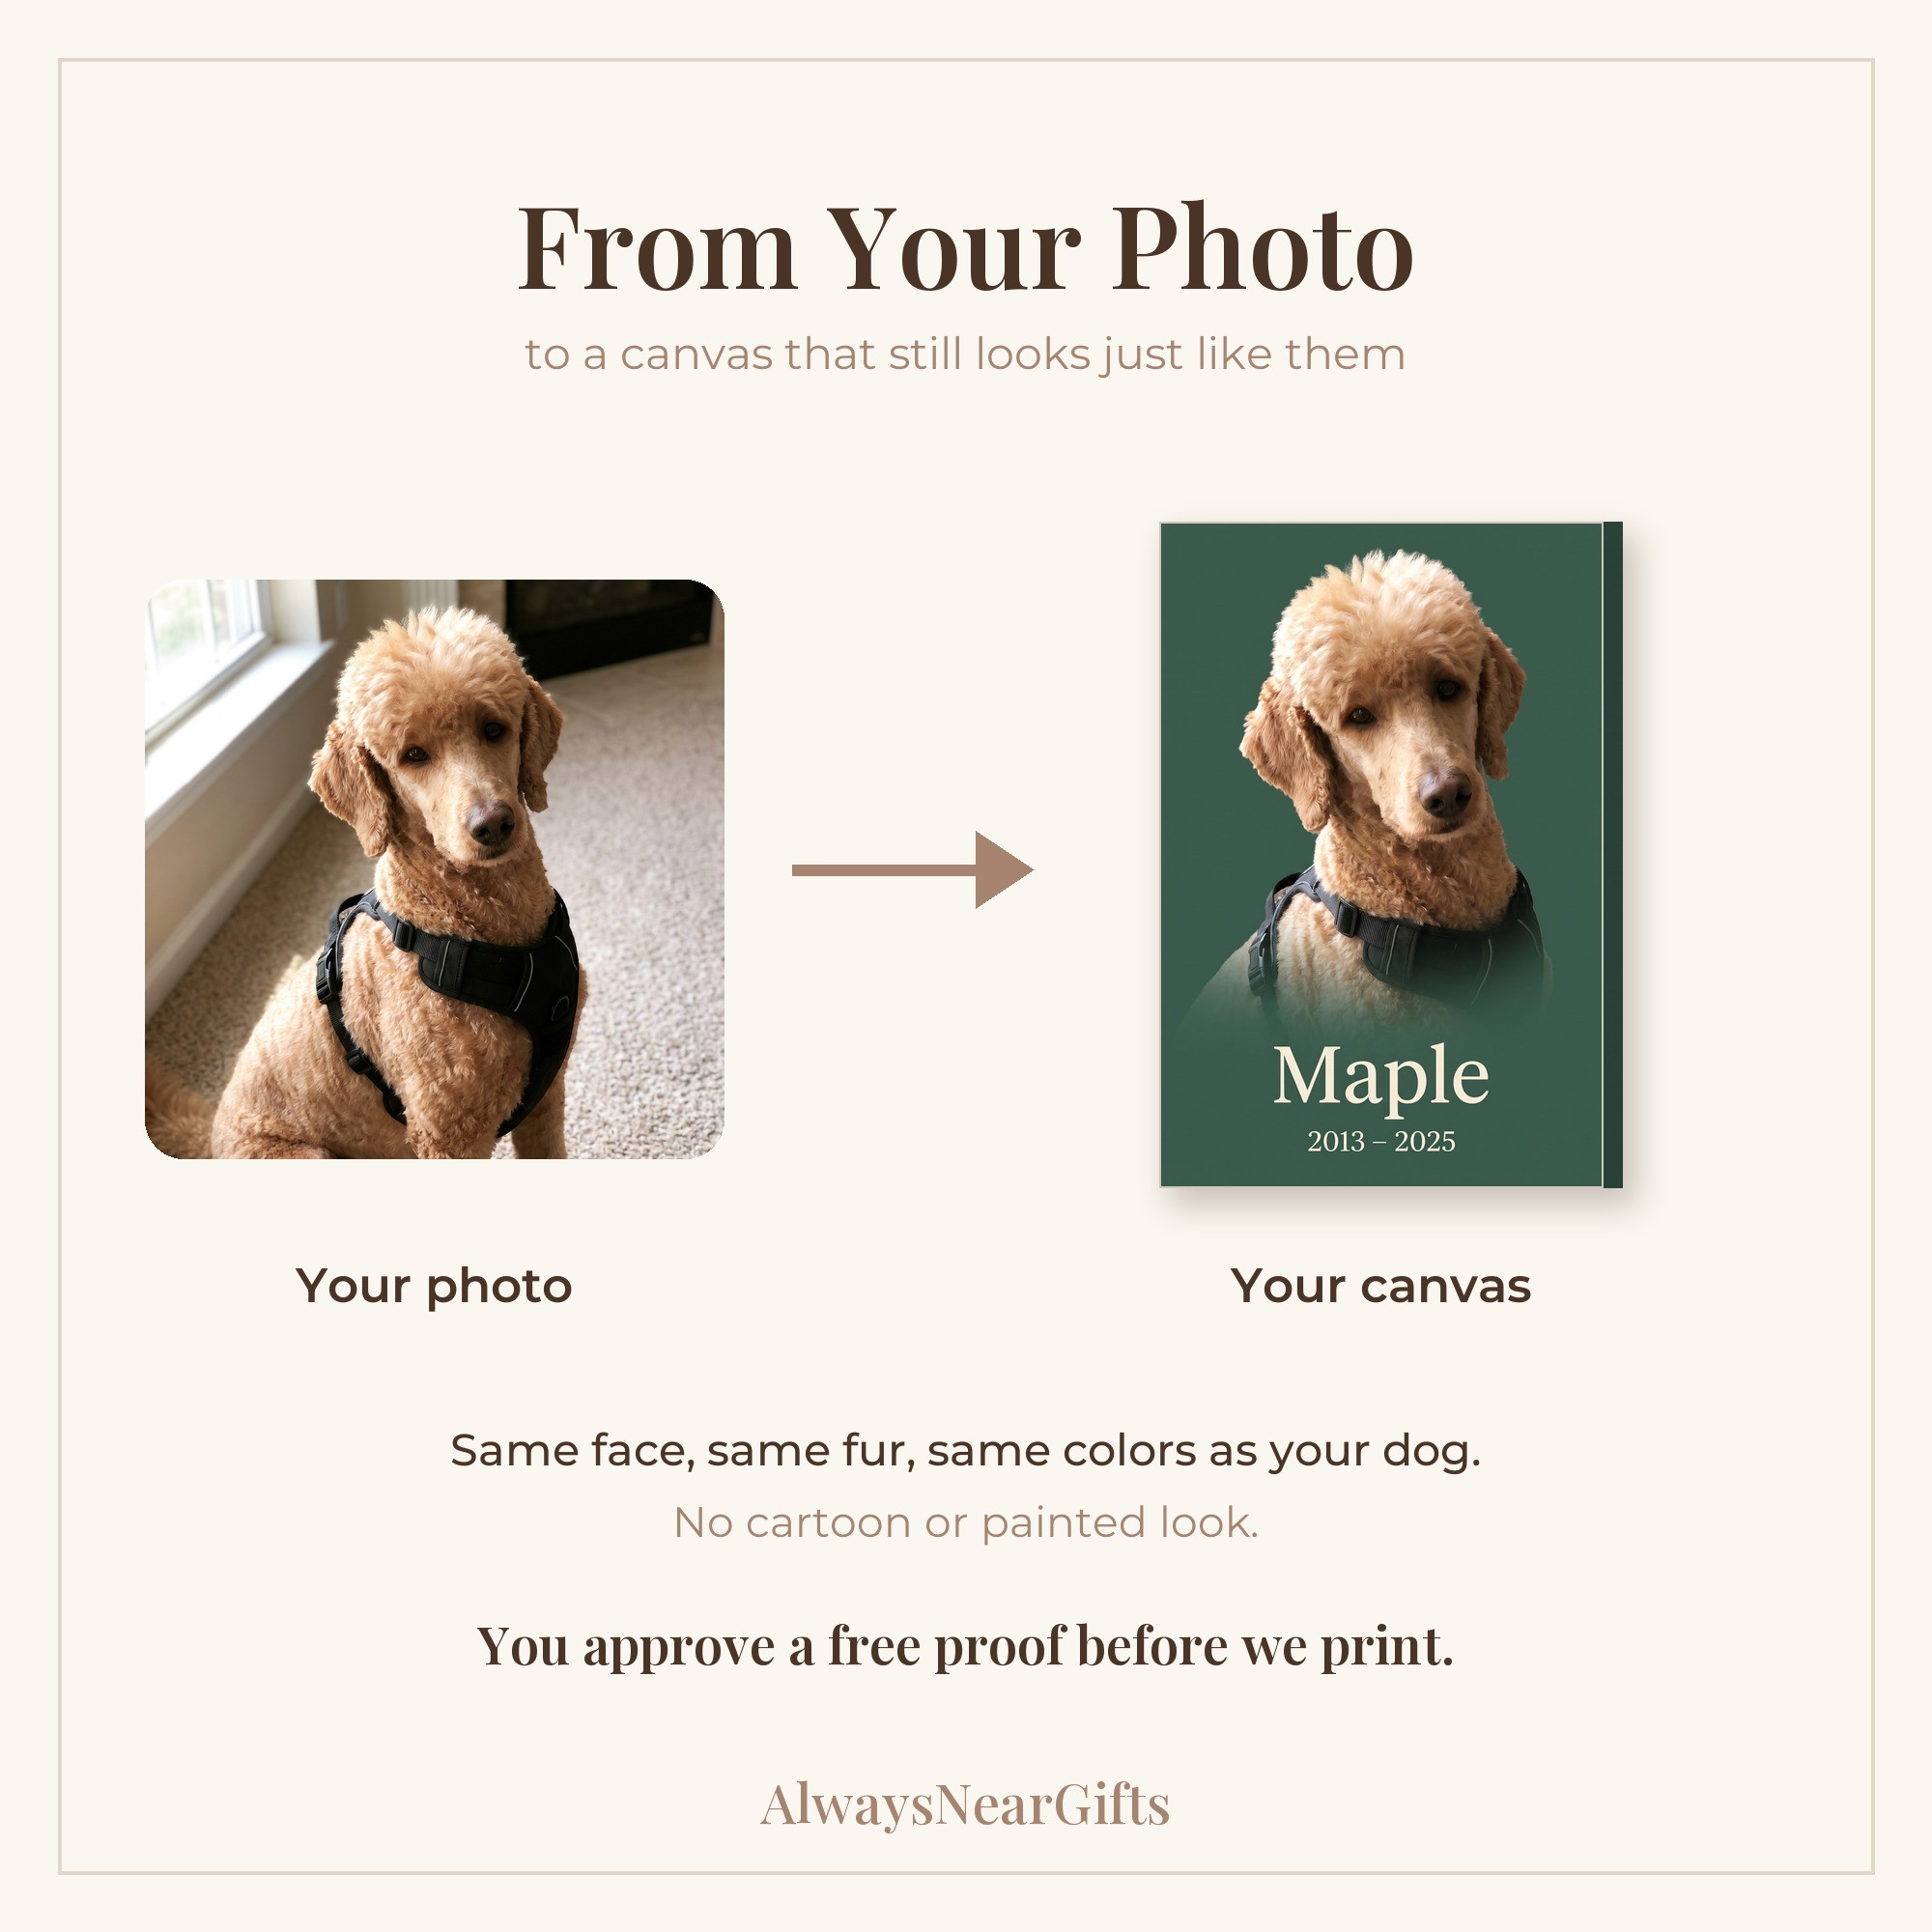 From Your Photo
to a canvas that still looks just like them
Maple
2013 – 2025
Your photo
Your canvas
Same face, same fur, same colors as your dog.
No cartoon or painted look.
You approve a free proof before we print.
AlwaysNearGifts